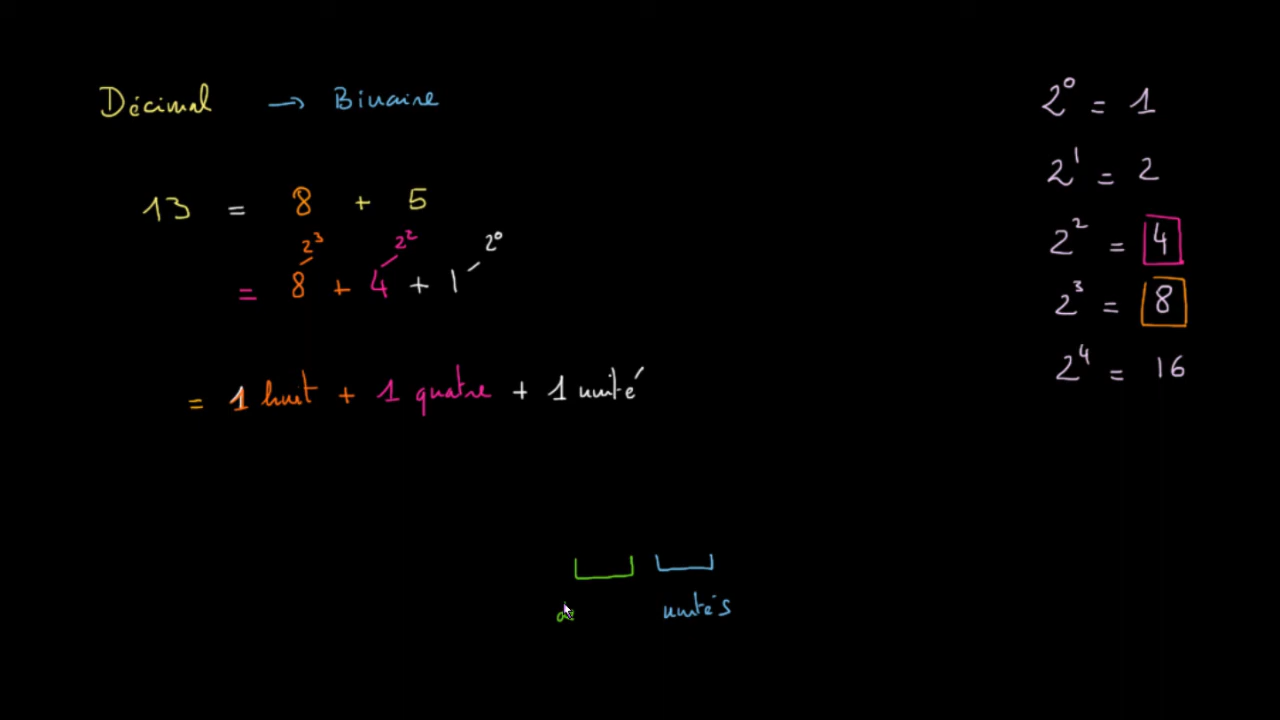 Décimal → Binaire
13 = 8 + 5
2³ 2² 2⁰
= 8 + 4 + 1
= 1 huit + 1 quatre + 1 unité
unités
2⁰ = 1
2¹ = 2
2² = 4
2³ = 8
2⁴ = 16